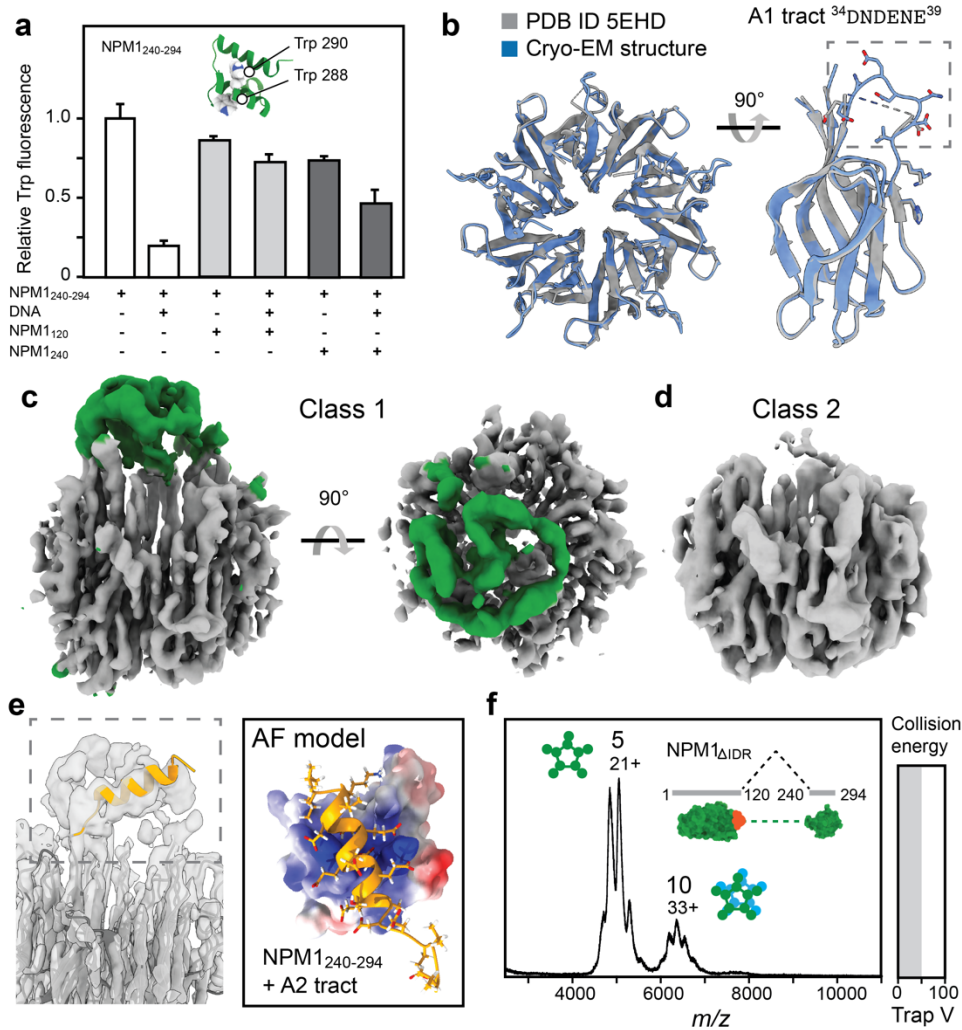 a
NPM1240-294
Trp 290
Trp 288
Relative Trp fluorescence
1.0
0.5
0
NPM1240-294 + + + + + +
DNA - + - + - +
NPM1120 - - + + - -
NPM1240 - - - - + +
b
PDB ID 5EHD
Cryo-EM structure
A1 tract 34DNDENE39
90°
c
Class 1
90°
d
Class 2
e
AF model
NPM1240-294
+ A2 tract
f
5
21+
NPM1ΔIDR
1 120 240 294
10
33+
4000 6000 8000 10000
m/z
Collision
energy
0 100
Trap V